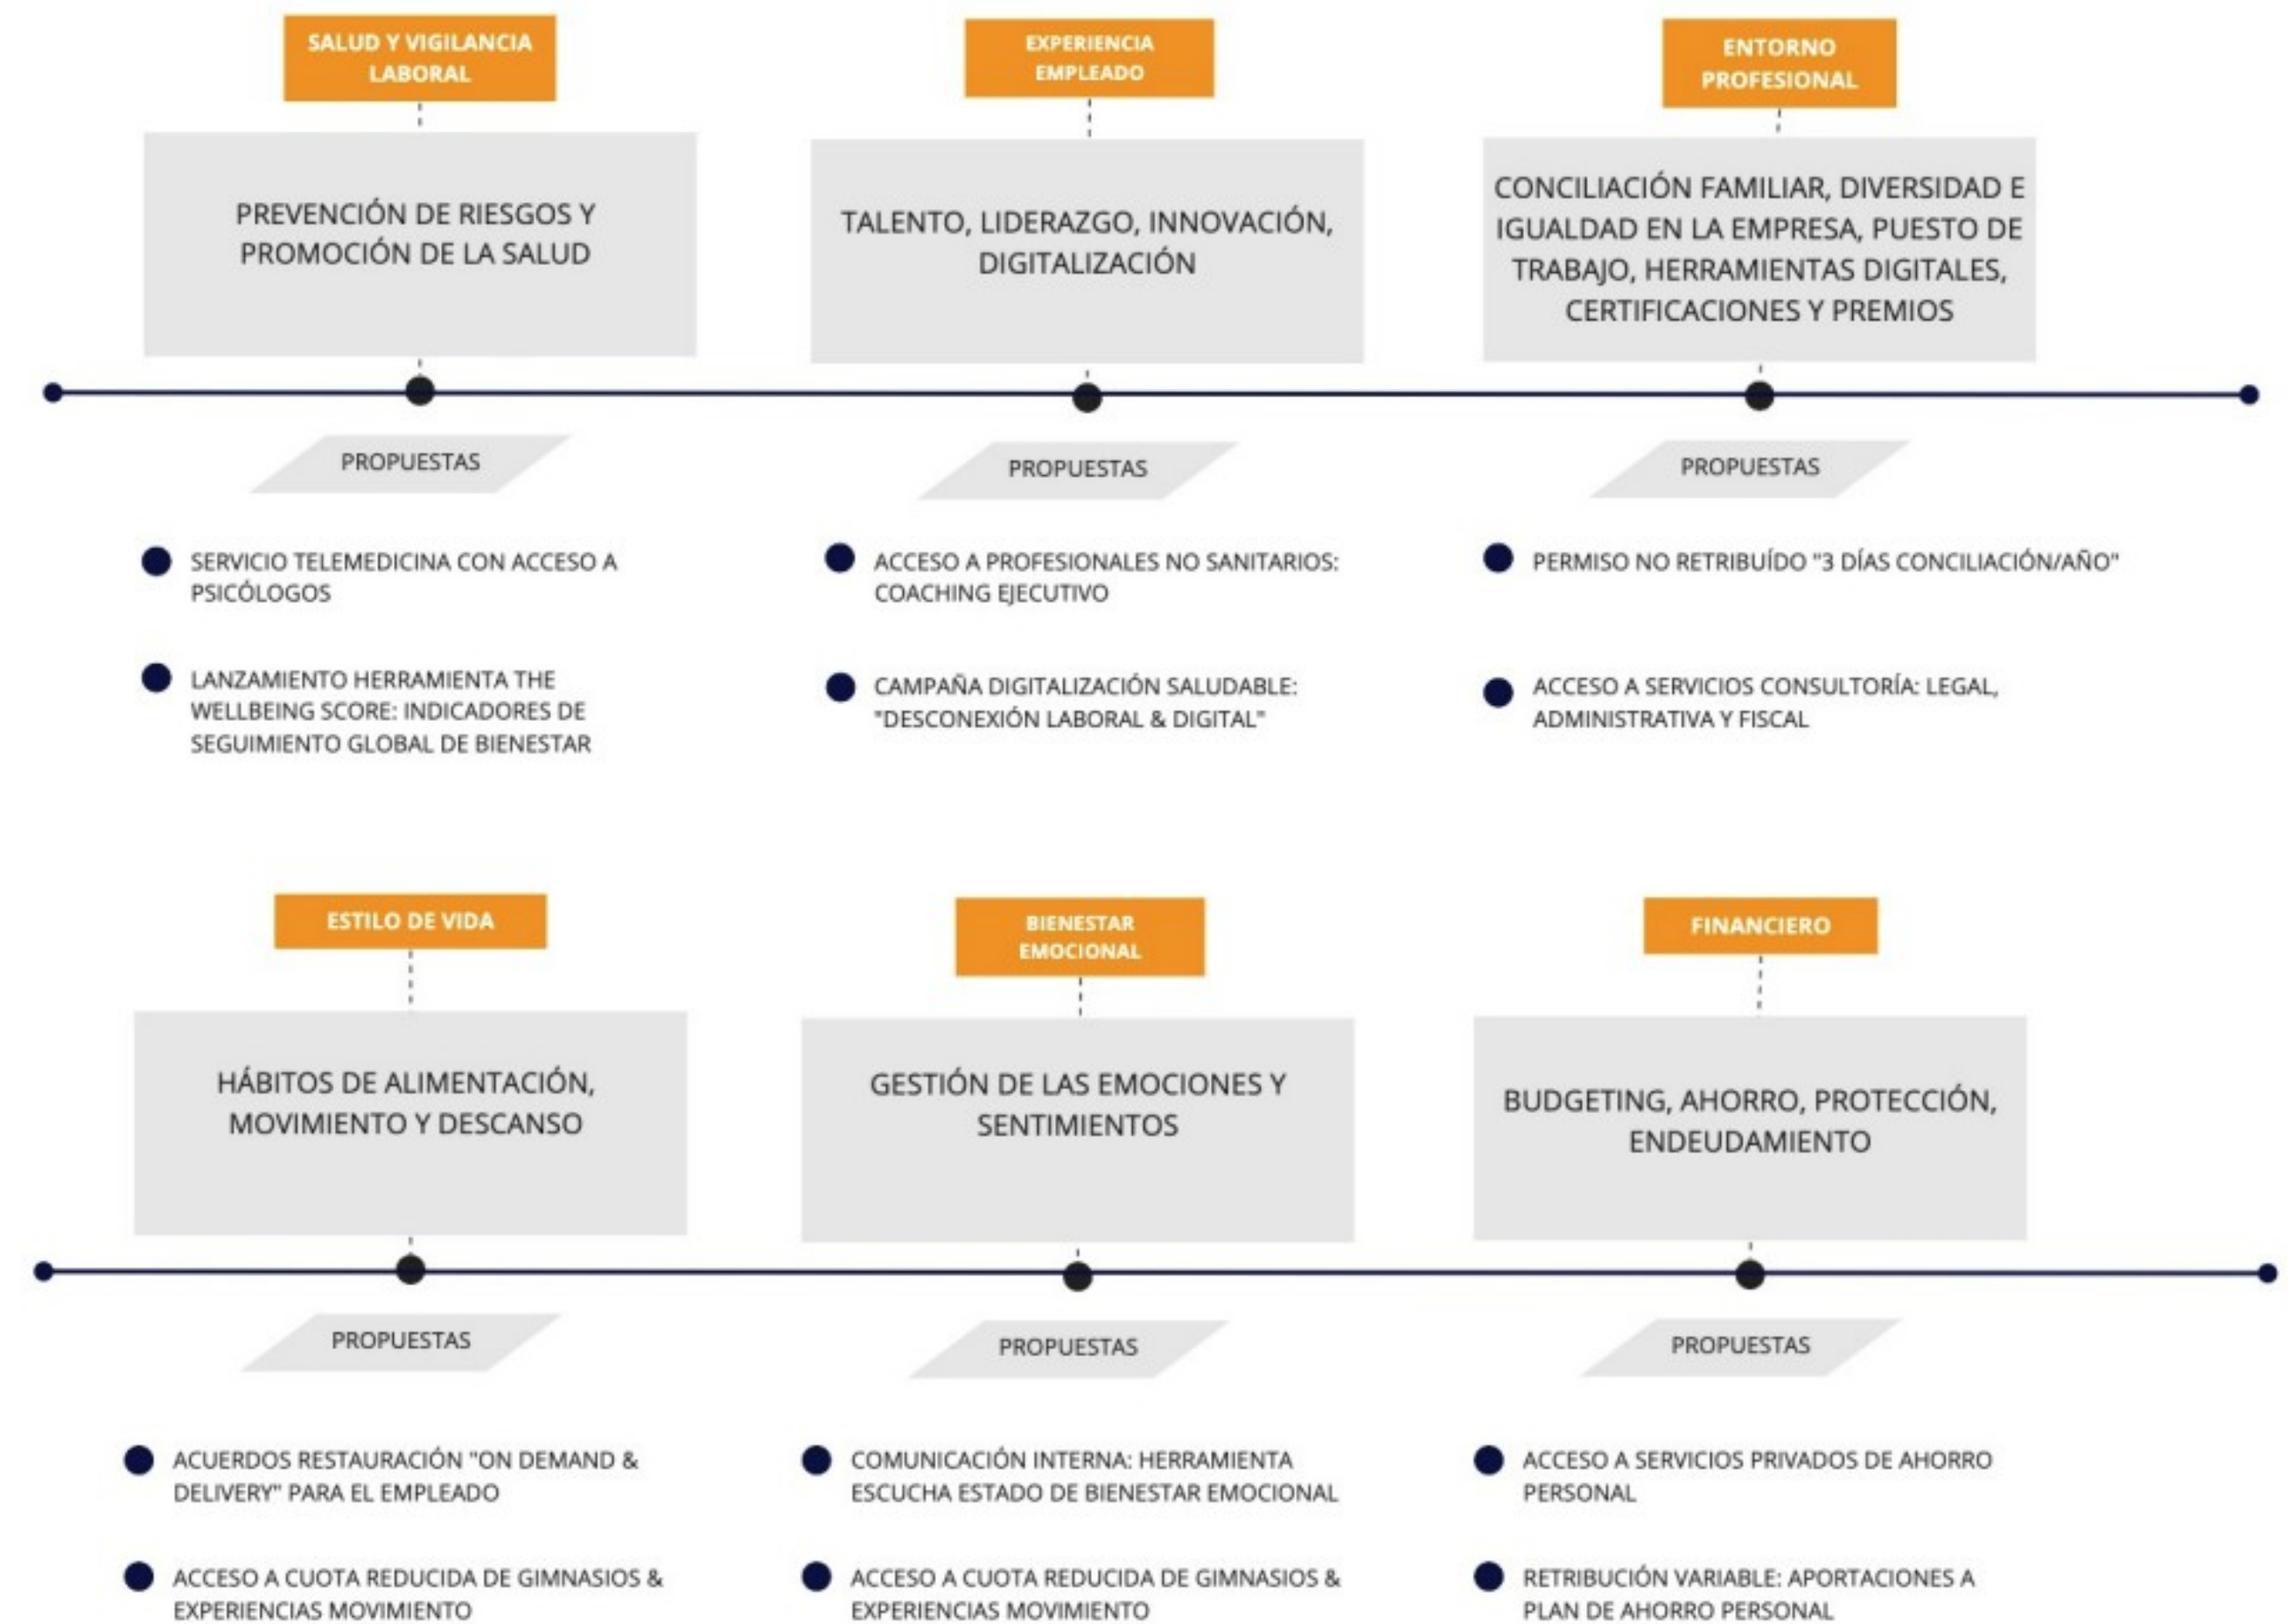 SALUD Y VIGILANCIA
LABORAL
PREVENCIÓN DE RIESGOS Y
PROMOCIÓN DE LA SALUD
PROPUESTAS
SERVICIO TELEMEDICINA CON ACCESO A
PSICÓLOGOS
LANZAMIENTO HERRAMIENTA THE
WELLBEING SCORE: INDICADORES DE
SEGUIMIENTO GLOBAL DE BIENESTAR
EXPERIENCIA
EMPLEADO
TALENTO, LIDERAZGO, INNOVACIÓN,
DIGITALIZACIÓN
PROPUESTAS
ACCESO A PROFESIONALES NO SANITARIOS:
COACHING EJECUTIVO
CAMPAÑA DIGITALIZACIÓN SALUDABLE:
"DESCONEXIÓN LABORAL & DIGITAL"
ENTORNO
PROFESIONAL
CONCILIACIÓN FAMILIAR, DIVERSIDAD E
IGUALDAD EN LA EMPRESA, PUESTO DE
TRABAJO, HERRAMIENTAS DIGITALES,
CERTIFICACIONES Y PREMIOS
PROPUESTAS
PERMISO NO RETRIBUÍDO "3 DÍAS CONCILIACIÓN/AÑO"
ACCESO A SERVICIOS CONSULTORÍA: LEGAL,
ADMINISTRATIVA Y FISCAL
ESTILO DE VIDA
HÁBITOS DE ALIMENTACIÓN,
MOVIMIENTO Y DESCANSO
PROPUESTAS
ACUERDOS RESTAURACIÓN "ON DEMAND &
DELIVERY" PARA EL EMPLEADO
ACCESO A CUOTA REDUCIDA DE GIMNASIOS &
EXPERIENCIAS MOVIMIENTO
BIENESTAR
EMOCIONAL
GESTIÓN DE LAS EMOCIONES Y
SENTIMIENTOS
PROPUESTAS
COMUNICACIÓN INTERNA: HERRAMIENTA
ESCUCHA ESTADO DE BIENESTAR EMOCIONAL
ACCESO A CUOTA REDUCIDA DE GIMNASIOS &
EXPERIENCIAS MOVIMIENTO
FINANCIERO
BUDGETING, AHORRO, PROTECCIÓN,
ENDEUDAMIENTO
PROPUESTAS
ACCESO A SERVICIOS PRIVADOS DE AHORRO
PERSONAL
RETRIBUCIÓN VARIABLE: APORTACIONES A
PLAN DE AHORRO PERSONAL